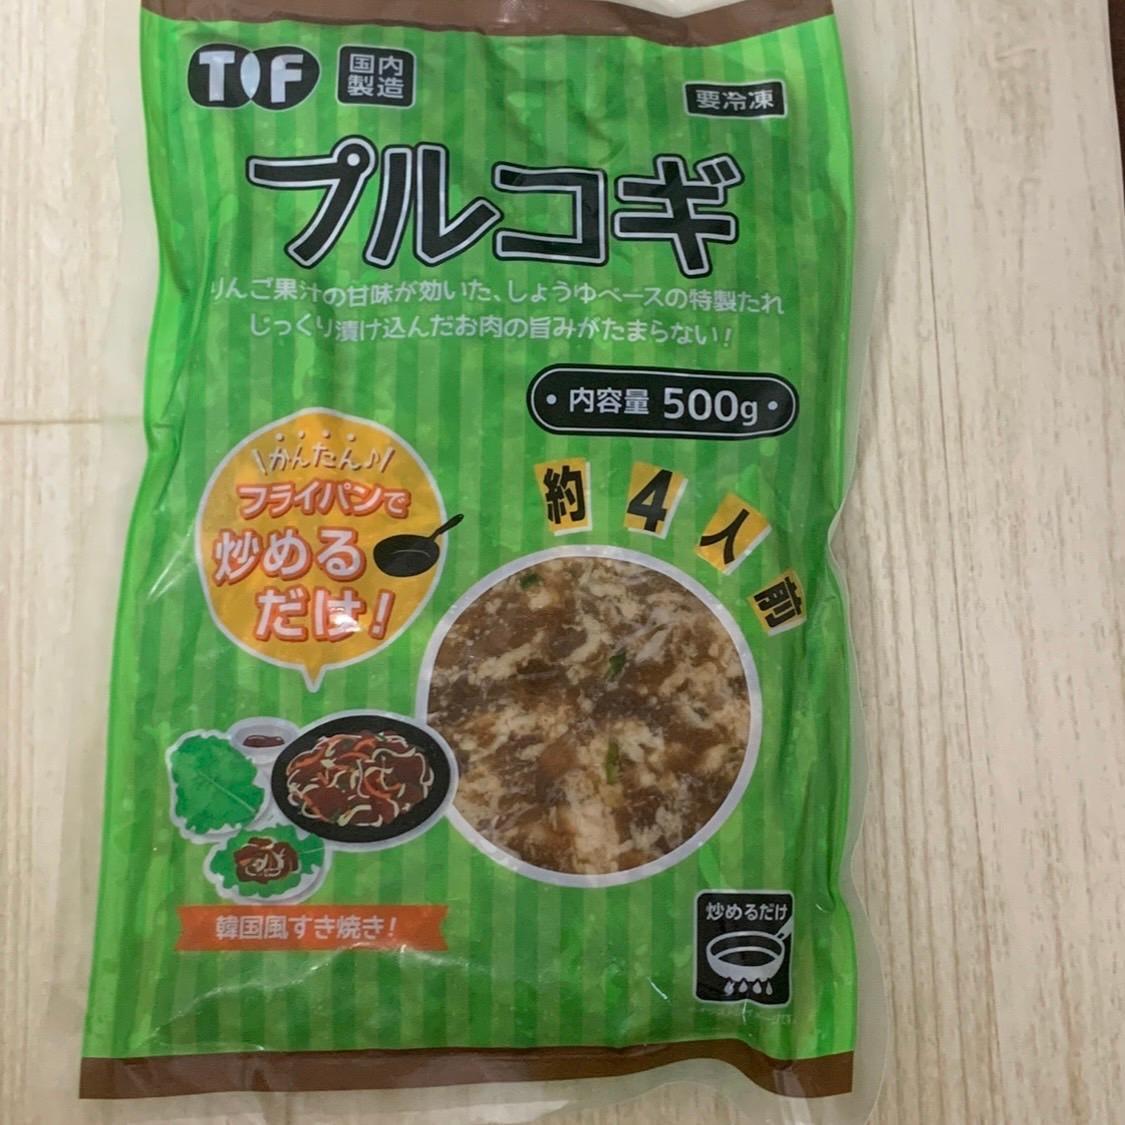 TF
国内
製造
要冷凍
プルコギ
りんご果汁の甘味が効いた、しょうゆベースの特製たれ
じっくり漬け込んだお肉の旨みがたまらない！
・内容量 500g・
約4人前
\かんたん♪/
フライパンで
炒める
だけ！
韓国風すき焼き！
炒めるだけ